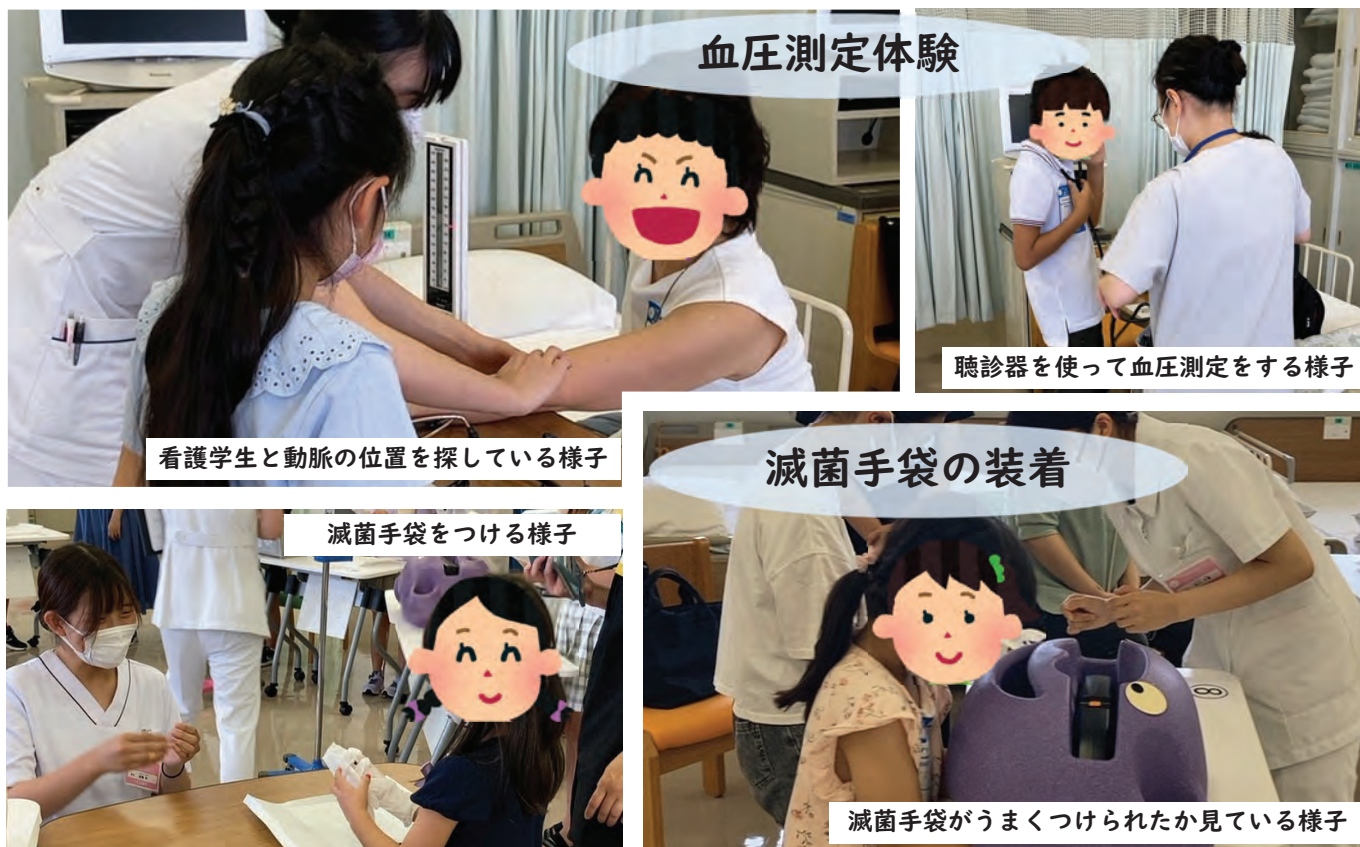 血圧測定体験
聴診器を使って血圧測定をする様子
看護学生と動脈の位置を探している様子
滅菌手袋の装着
滅菌手袋をつける様子
滅菌手袋がうまくつけられたか見ている様子
8